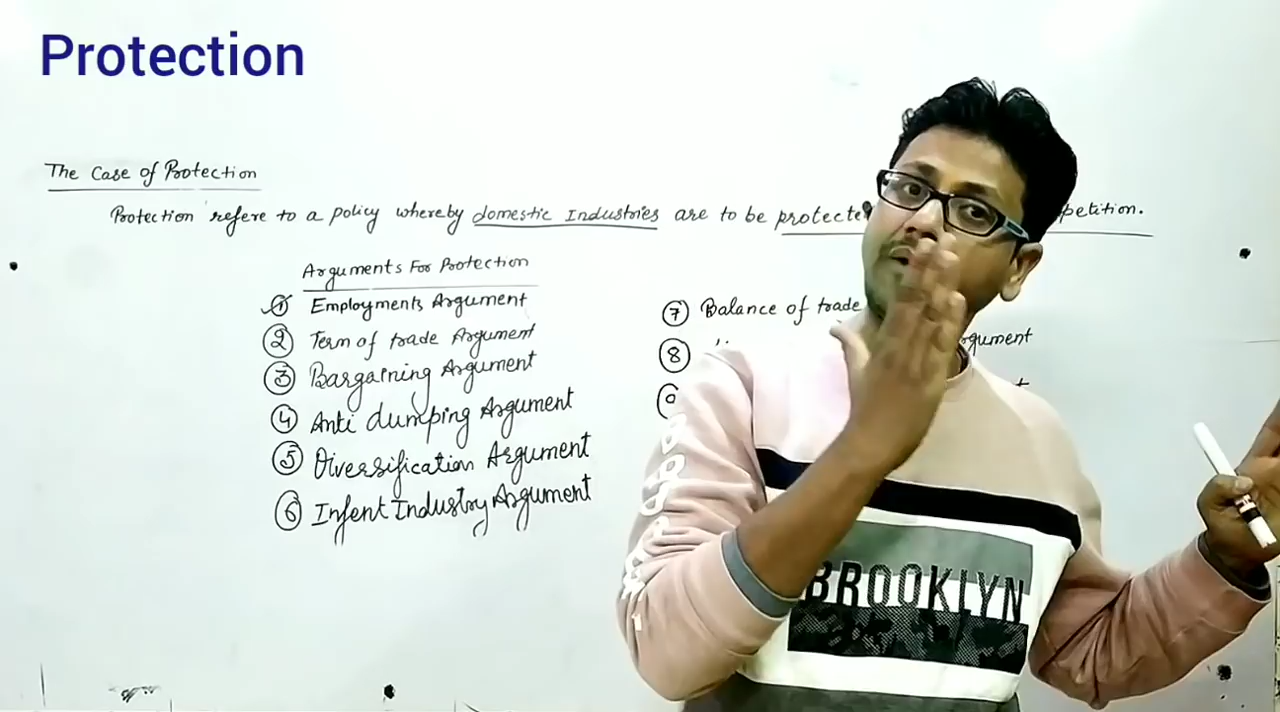 Protection
The Case of Protection
Protection refere to a policy whereby domestic Industries are to be protecte petition.
Arguments For Protection
① Employments Argument
② Term of trade Argument
③ Bargaining Argument
④ Anti dumping Argument
⑤ Diversification Argument
⑥ Infent Industry Argument
⑦ Balance of trade
⑧ gument
BROOKLYN